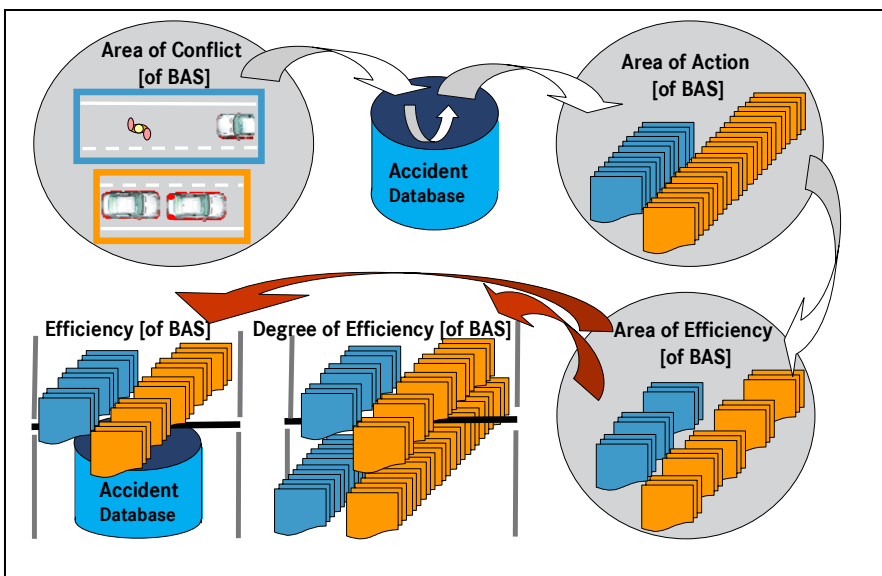 Area of Conflict
[of BAS]
Accident
Database
Area of Action
[of BAS]
Efficiency [of BAS]
Degree of Efficiency [of BAS]
Area of Efficiency
[of BAS]
Accident
Database